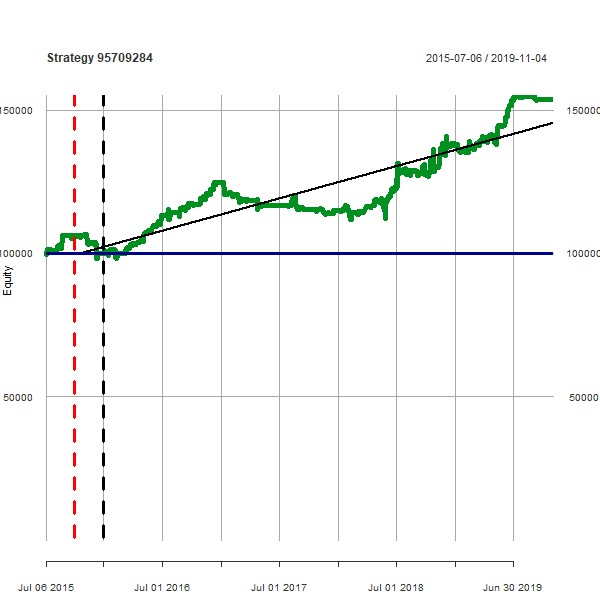 Strategy 95709284
2015-07-06 / 2019-11-04
150000
150000
100000
100000
Equity
50000
50000
Jul 06 2015
Jul 01 2016
Jul 01 2017
Jul 01 2018
Jun 30 2019